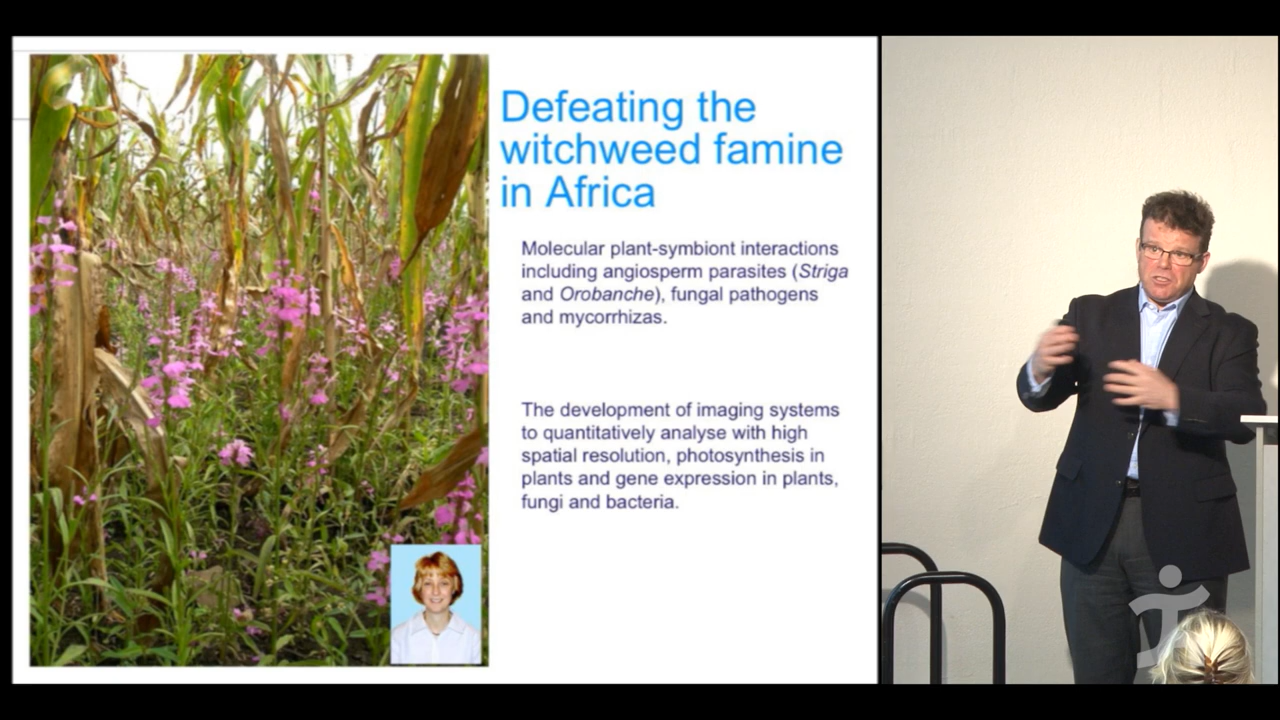 Defeating the
witchweed famine
in Africa
Molecular plant-symbiont interactions
including angiosperm parasites (Striga
and Orobanche), fungal pathogens
and mycorrhizas.
The development of imaging systems
to quantitatively analyse with high
spatial resolution, photosynthesis in
plants and gene expression in plants,
fungi and bacteria.